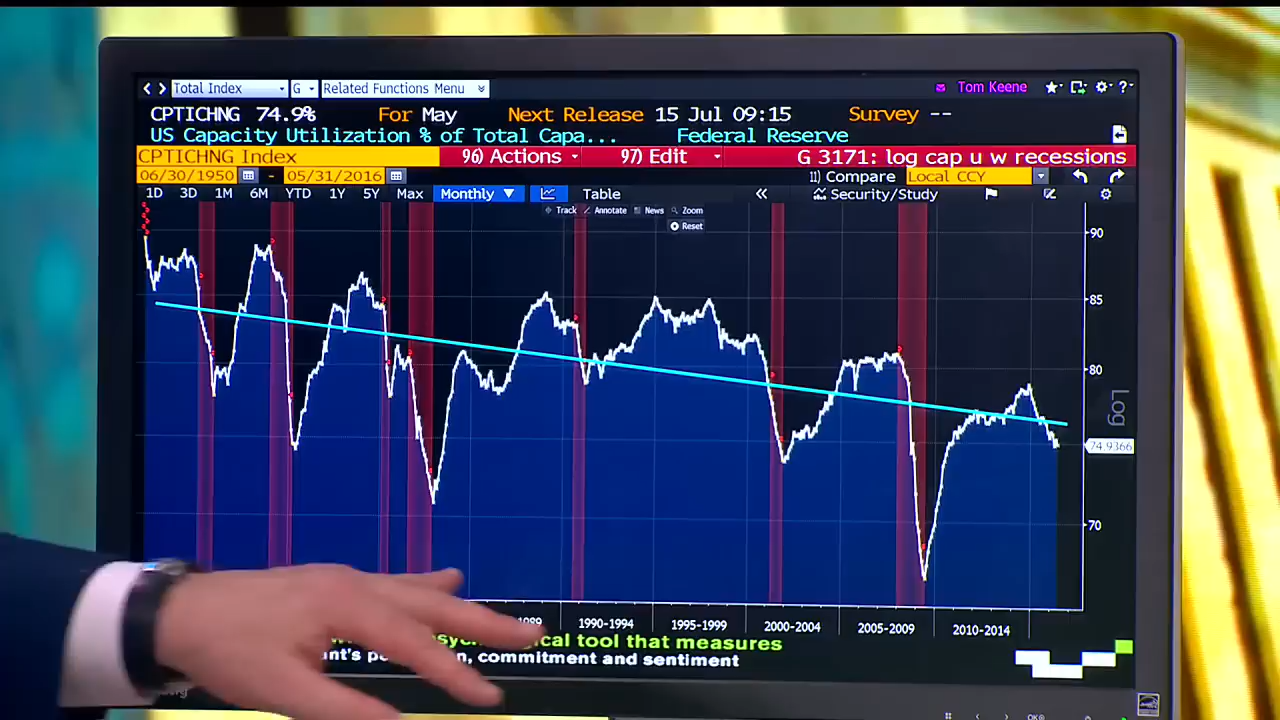 Total Index G Related Functions Menu Tom Keene
CPTICHNG 74.9% For May Next Release 15 Jul 09:15 Survey --
US Capacity Utilization % of Total Capa... Federal Reserve
CPTICHNG Index 96) Actions 97) Edit G 3171: log cap u w recessions
06/30/1950 - 05/31/2016 1) Compare Local CCY
1D 3D 1M 6M YTD 1Y 5Y Max Monthly ▼ Table « Security/Study
Track Annotate News Zoom
Reset
90
85
80
Log
74.9366
70
1990-1994 1995-1999 2000-2004 2005-2009 2010-2014
tool that measures
commitment and sentiment